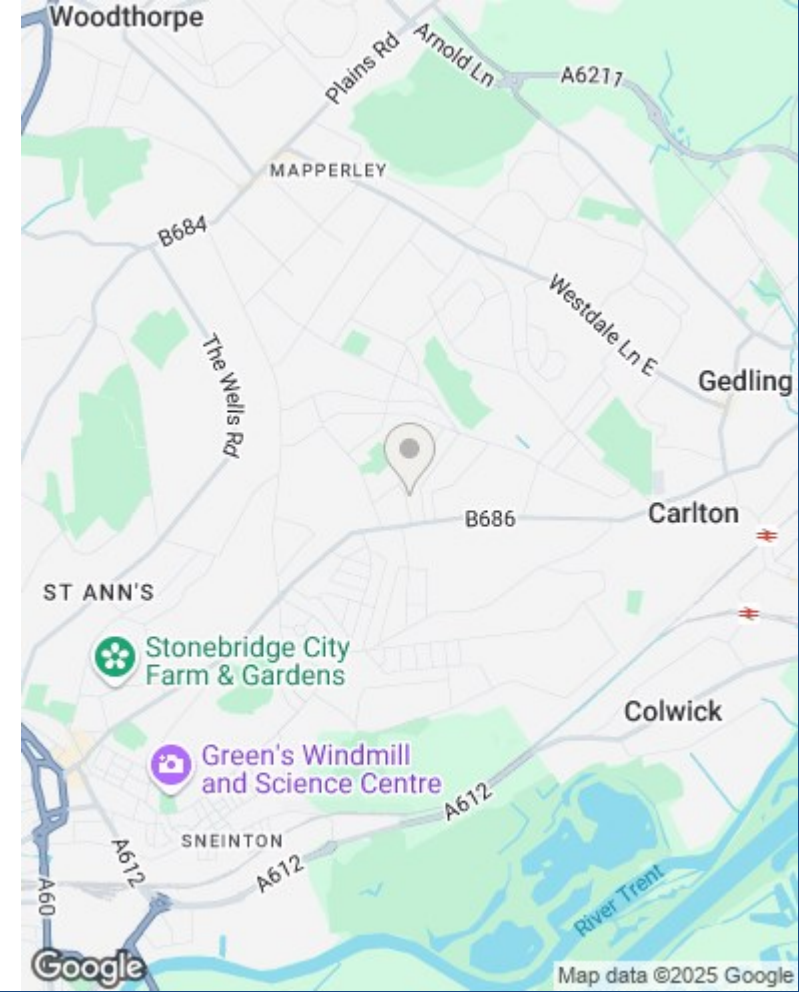 Woodthorpe
Plains Rd
Arnold Ln
A6211
MAPPERLEY
B684
Westdale Ln E
The Wells Rd
Gedling
B686
Carlton
ST ANN'S
Stonebridge City
Farm & Gardens
Colwick
Green's Windmill
and Science Centre
A612
SNEINTON
A612
A612
A60
River Trent
Google
Map data ©2025 Google